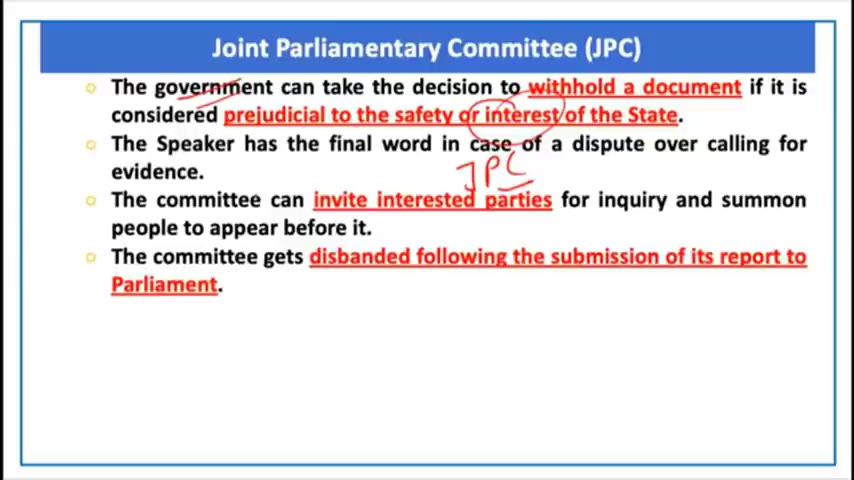 Joint Parliamentary Committee (JPC)
The government can take the decision to withhold a document if it is
considered prejudicial to the safety or interest of the State.
The Speaker has the final word in case of a dispute over calling for
evidence.
JPC
The committee can invite interested parties for inquiry and summon
people to appear before it.
The committee gets disbanded following the submission of its report to
Parliament.